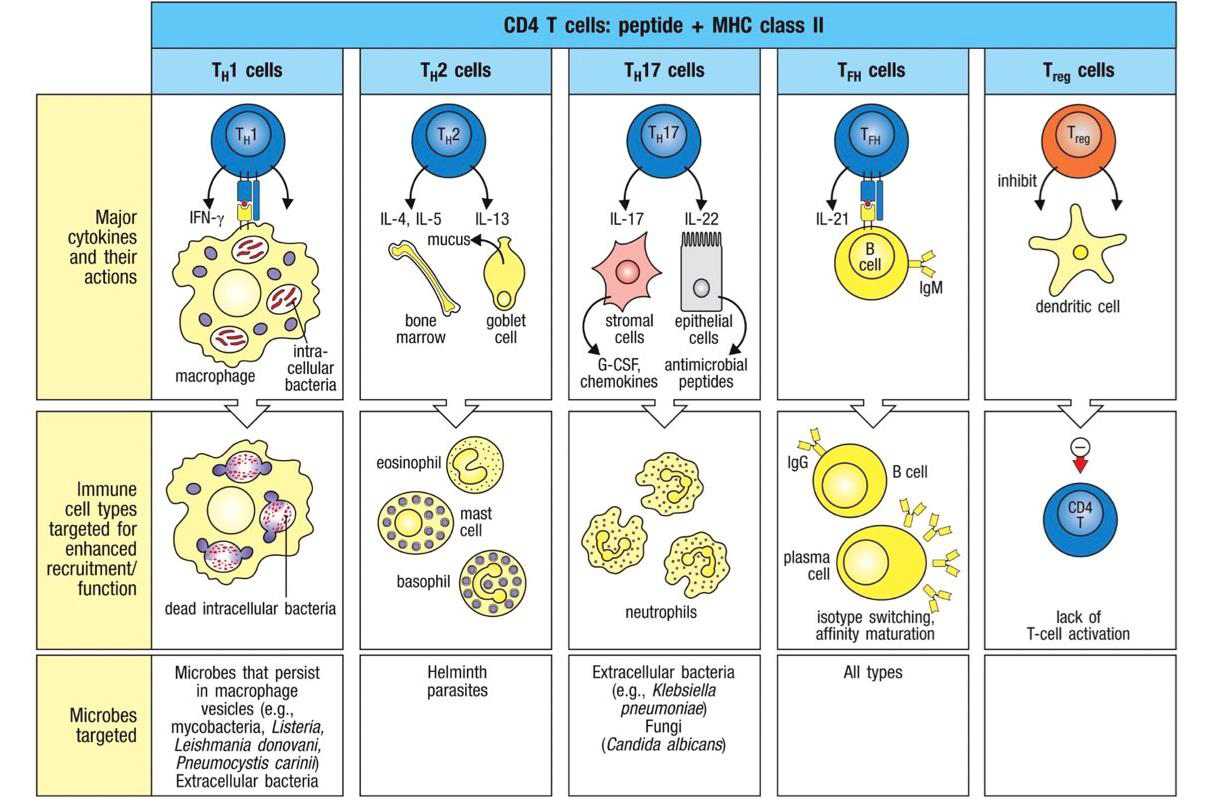 CD4 T cells: peptide + MHC class II
TH1 cells
TH2 cells
TH17 cells
TFH cells
Treg cells
Major
cytokines
and their
actions
TH1
IFN-γ
macrophage
intra-
cellular
bacteria
TH2
IL-4, IL-5
IL-13
mucus
bone
marrow
goblet
cell
TH17
IL-17
IL-22
stromal
cells
epithelial
cells
G-CSF,
chemokines
antimicrobial
peptides
TFH
IL-21
B
cell
IgM
Treg
inhibit
dendritic cell
Immune
cell types
targeted for
enhanced
recruitment/
function
dead intracellular bacteria
eosinophil
mast
cell
basophil
neutrophils
IgG
B cell
plasma
cell
isotype switching,
affinity maturation
−
CD4
T
lack of
T-cell activation
Microbes
targeted
Microbes that persist
in macrophage
vesicles (e.g.,
mycobacteria, Listeria,
Leishmania donovani,
Pneumocystis carinii)
Extracellular bacteria
Helminth
parasites
Extracellular bacteria
(e.g., Klebsiella
pneumoniae)
Fungi
(Candida albicans)
All types